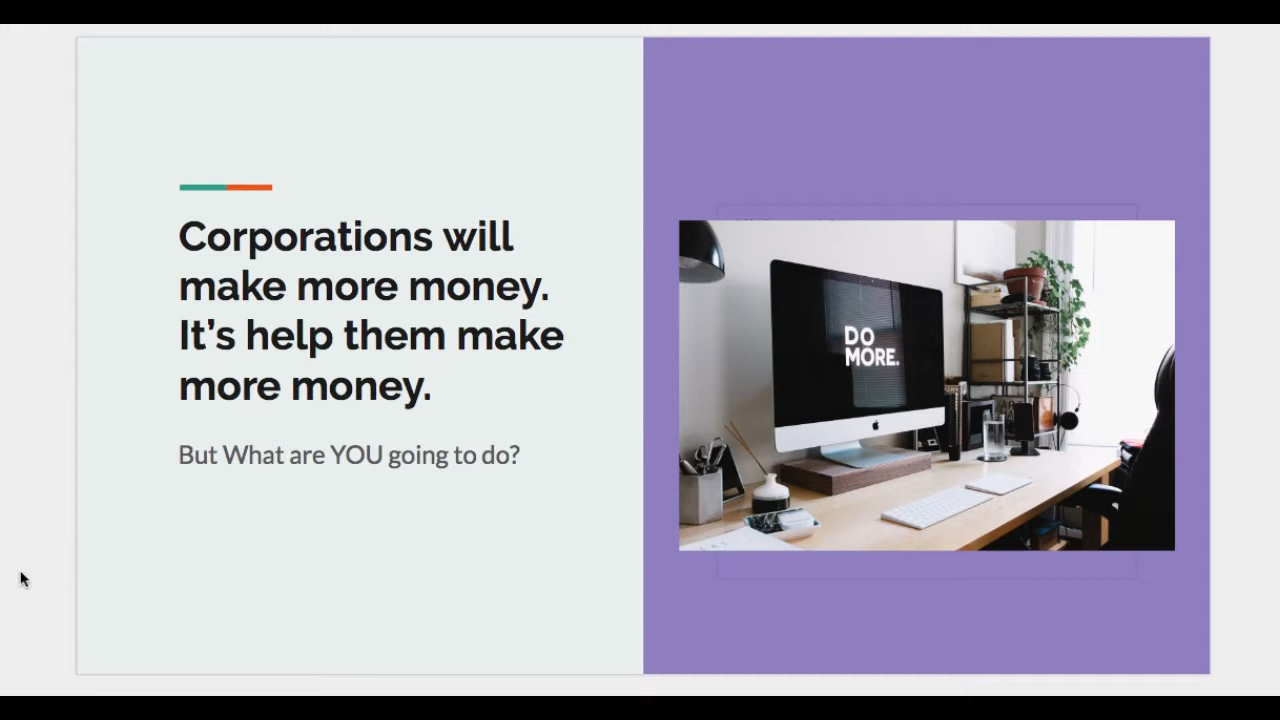 Corporations will
make more money.
It’s help them make
more money.
But What are YOU going to do?
DO
MORE.